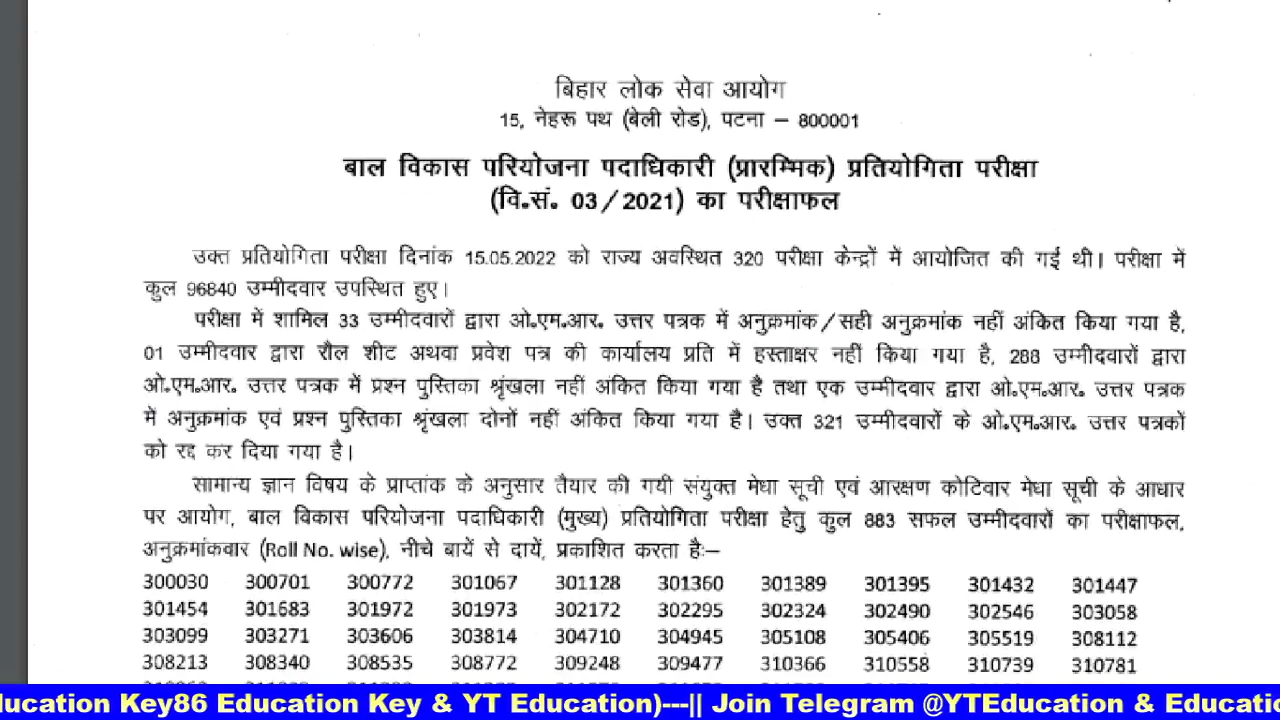 बिहार लोक सेवा आयोग
15, नेहरू पथ (बेली रोड), पटना – 800001
बाल विकास परियोजना पदाधिकारी (प्रारम्भिक) प्रतियोगिता परीक्षा
(वि.सं. 03/2021) का परीक्षाफल
उक्त प्रतियोगिता परीक्षा दिनांक 15.05.2022 को राज्य अवस्थित 320 परीक्षा केन्द्रों में आयोजित की गई थी। परीक्षा में
कुल 96840 उम्मीदवार उपस्थित हुए।
परीक्षा में शामिल 33 उम्मीदवारों द्वारा ओ.एम.आर. उत्तर पत्रक में अनुक्रमांक/सही अनुक्रमांक नहीं अंकित किया गया है,
01 उम्मीदवार द्वारा रौल शीट अथवा प्रवेश पत्र की कार्यालय प्रति में हस्ताक्षर नहीं किया गया है, 288 उम्मीदवारों द्वारा
ओ.एम.आर. उत्तर पत्रक में प्रश्न पुस्तिका श्रृंखला नहीं अंकित किया गया है तथा एक उम्मीदवार द्वारा ओ.एम.आर. उत्तर पत्रक
में अनुक्रमांक एवं प्रश्न पुस्तिका श्रृंखला दोनों नहीं अंकित किया गया है। उक्त 321 उम्मीदवारों के ओ.एम.आर. उत्तर पत्रकों
को रद्द कर दिया गया है।
सामान्य ज्ञान विषय के प्राप्तांक के अनुसार तैयार की गयी संयुक्त मेधा सूची एवं आरक्षण कोटिवार मेधा सूची के आधार
पर आयोग, बाल विकास परियोजना पदाधिकारी (मुख्य) प्रतियोगिता परीक्षा हेतु कुल 883 सफल उम्मीदवारों का परीक्षाफल,
अनुक्रमांकवार (Roll No. wise), नीचे बायें से दायें, प्रकाशित करता है:–
300030 300701 300772 301067 301128 301360 301389 301395 301432 301447
301454 301683 301972 301973 302172 302295 302324 302490 302546 303058
303099 303271 303606 303814 304710 304945 305108 305406 305519 308112
308213 308340 308535 308772 309248 309477 310366 310558 310739 310781
ducation Key86 Education Key & YT Education)---|| Join Telegram @YTEducation & Educatio